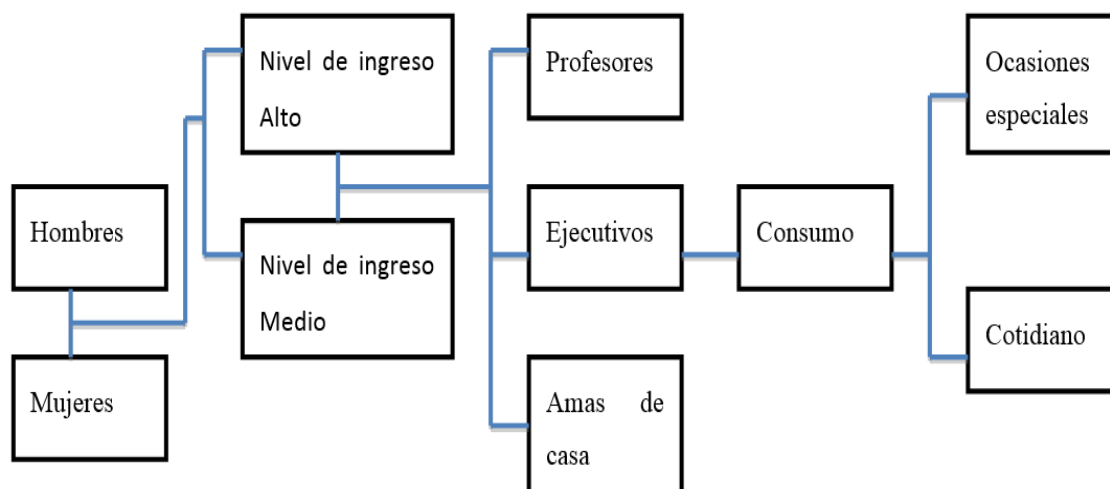 Hombres
Mujeres
Nivel de ingreso
Alto
Nivel de ingreso
Medio
Profesores
Ejecutivos
Amas de
casa
Consumo
Ocasiones
especiales
Cotidiano